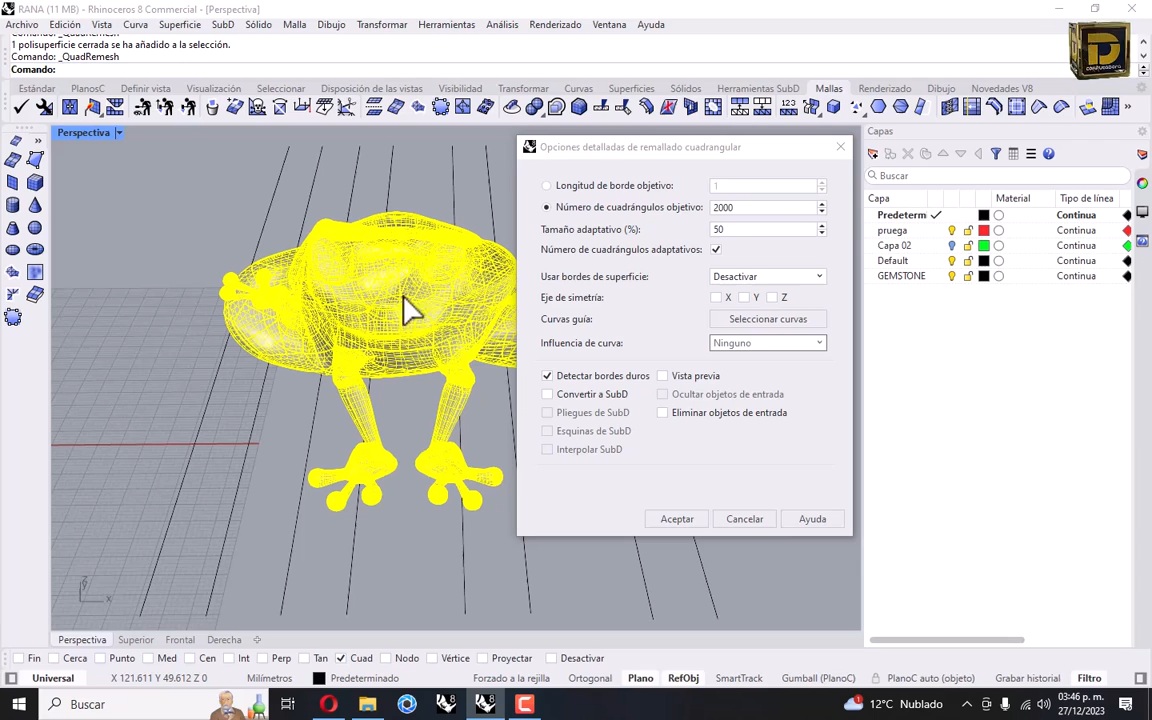 RANA (11 MB) - Rhinoceros 8 Commercial - [Perspectiva]
Archivo Edición Vista Curva Superficie SubD Sólido Malla Dibujo Transformar Herramientas Análisis Renderizado Ventana Ayuda
1 polisuperficie cerrada se ha añadido a la selección.
Comando: _QuadRemesh
Comando:
Estándar PlanosC Definir vista Visualización Seleccionar Disposición de las vistas Visibilidad Transformar Curvas Superficies Sólidos Herramientas SubD Mallas Renderizado Dibujo Novedades V8
Perspectiva
Opciones detalladas de remallado cuadrangular
Longitud de borde objetivo: 1
Número de cuadrángulos objetivo: 2000
Tamaño adaptativo (%): 50
Número de cuadrángulos adaptativos:
Usar bordes de superficie: Desactivar
Eje de simetría: X Y Z
Curvas guía: Seleccionar curvas
Influencia de curva: Ninguno
Detectar bordes duros Vista previa
Convertir a SubD Ocultar objetos de entrada
Pliegues de SubD Eliminar objetos de entrada
Esquinas de SubD
Interpolar SubD
Aceptar Cancelar Ayuda
Capas
Buscar
Capa Material Tipo de línea
Predeterm Continua
pruega Continua
Capa 02 Continua
Default Continua
GEMSTONE Continua
y
x
Perspectiva Superior Frontal Derecha
Fin Cerca Punto Med Cen Int Perp Tan Cuad Nodo Vértice Proyectar Desactivar
Universal X 121.611 Y 49.612 Z 0 Milímetros Predeterminado Forzado a la rejilla Ortogonal Plano RefObj SmartTrack Gumball (PlanoC) PlanoC auto (objeto) Grabar historial Filtro
Buscar
12°C Nublado
03:46 p. m.
27/12/2023